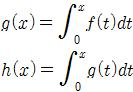 g(x) = ∫₀ˣ f(t)dt
h(x) = ∫₀ˣ g(t)dt